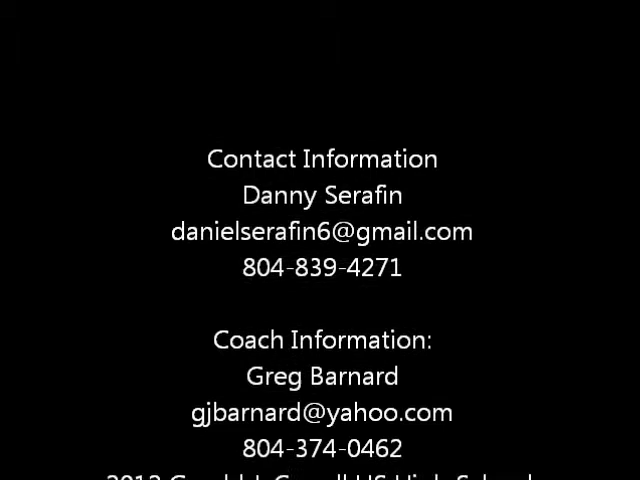 Contact Information
Danny Serafin
danielserafin6@gmail.com
804-839-4271
Coach Information:
Greg Barnard
gjbarnard@yahoo.com
804-374-0462